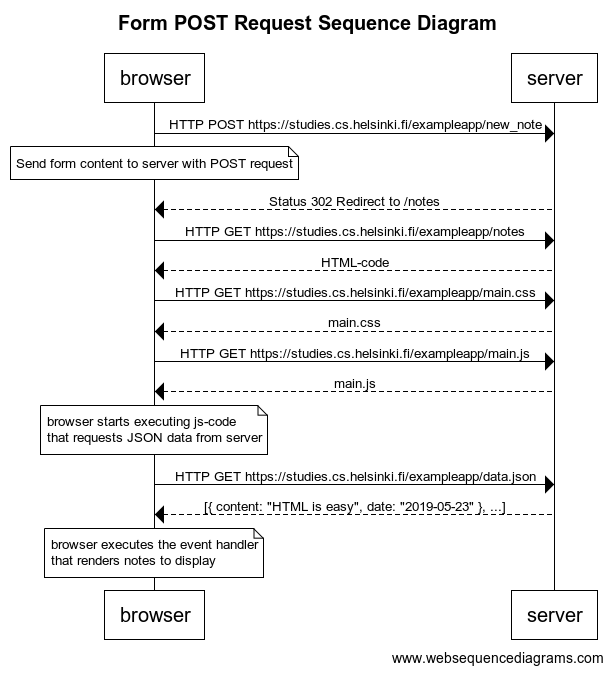 Form POST Request Sequence Diagram
browser
server
HTTP POST https://studies.cs.helsinki.fi/exampleapp/new_note
Send form content to server with POST request
Status 302 Redirect to /notes
HTTP GET https://studies.cs.helsinki.fi/exampleapp/notes
HTML-code
HTTP GET https://studies.cs.helsinki.fi/exampleapp/main.css
main.css
HTTP GET https://studies.cs.helsinki.fi/exampleapp/main.js
main.js
browser starts executing js-code
that requests JSON data from server
HTTP GET https://studies.cs.helsinki.fi/exampleapp/data.json
[{ content: "HTML is easy", date: "2019-05-23" }, ...]
browser executes the event handler
that renders notes to display
browser
server
www.websequencediagrams.com